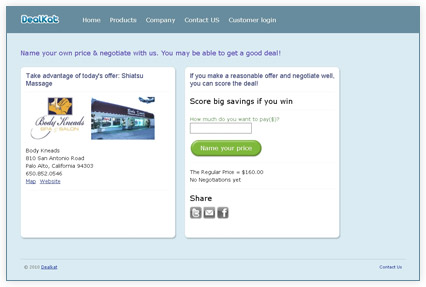 DealKat
Home Products Company Contact US Customer login
Name your own price & negotiate with us. You may be able to get a good deal!
Take advantage of today's offer: Shiatsu
Massage
Body Kneads
SPA + SALON
Body Kneads
810 San Antonio Road
Palo Alto, California 94303
650.852.0546
Map Website
If you make a reasonable offer and negotiate well,
you can score the deal!
Score big savings if you win
How much do you want to pay($)?
Name your price
The Regular Price = $160.00
No Negotiations yet
Share
© 2010 Dealkat
Contact Us